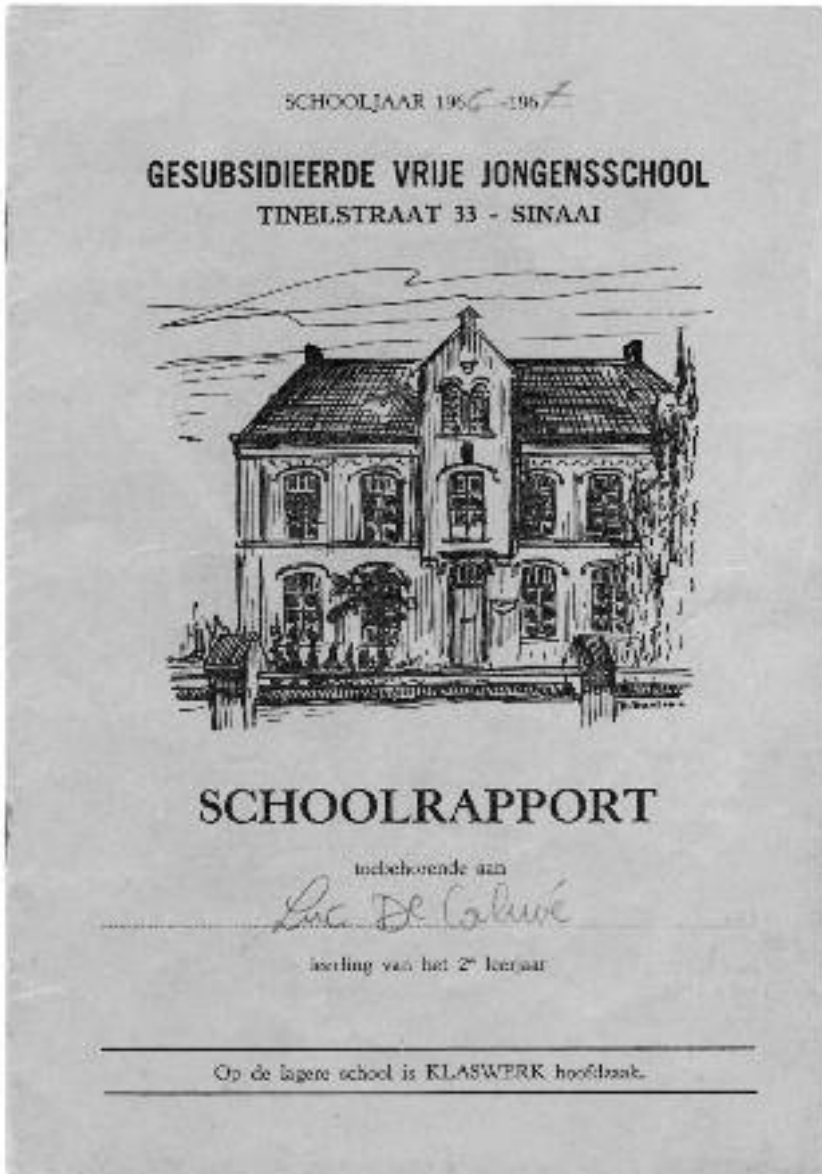 SCHOOLJAAR 1966-1967
GESUBSIDIEERDE VRIJE JONGENSSCHOOL
TINELSTRAAT 33 - SINAAI
SCHOOLRAPPORT
toebehorende aan
Luc De Caluwé
leerling van het 2e leerjaar
Op de lagere school is KLASWERK hoofdzaak.